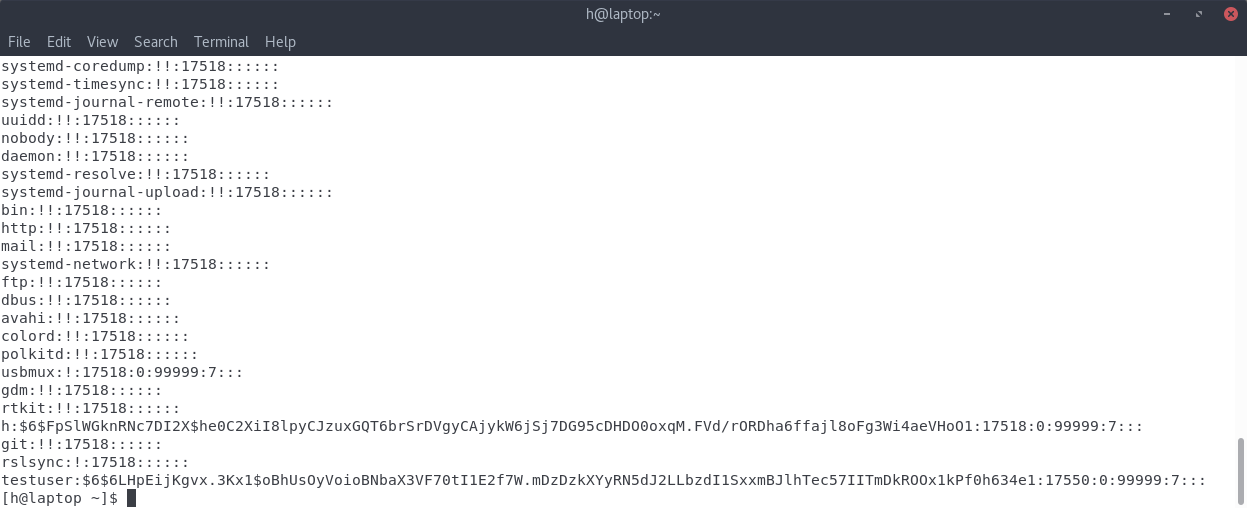 h@laptop:~
File Edit View Search Terminal Help
systemd-coredump:!!:17518::::::
systemd-timesync:!!:17518::::::
systemd-journal-remote:!!:17518::::::
uuidd:!!:17518::::::
nobody:!!:17518::::::
daemon:!!:17518::::::
systemd-resolve:!!:17518::::::
systemd-journal-upload:!!:17518::::::
bin:!!:17518::::::
http:!!:17518::::::
mail:!!:17518::::::
systemd-network:!!:17518::::::
ftp:!!:17518::::::
dbus:!!:17518::::::
avahi:!!:17518::::::
colord:!!:17518::::::
polkitd:!!:17518::::::
usbmux:!:17518:0:99999:7:::
gdm:!!:17518::::::
rtkit:!!:17518::::::
h:$6$FpSlWGknRNc7DI2X$he0C2XiI8lpyCJzuxGQT6brSrDVgyCAjykW6jSj7DG95cDHDO0oxqM.FVd/rORDha6ffajl8oFg3Wi4aeVHoO1:17518:0:99999:7:::
git:!!:17518::::::
rslsync:!:17518::::::
testuser:$6$6LHpEijKgvx.3Kx1$oBhUsOyVoioBNbaX3VF70tI1E2f7W.mDzDzkXYyRN5dJ2LLbzdI1SxxmBJlhTec57IITmDkROOx1kPf0h634e1:17550:0:99999:7:::
[h@laptop ~]$